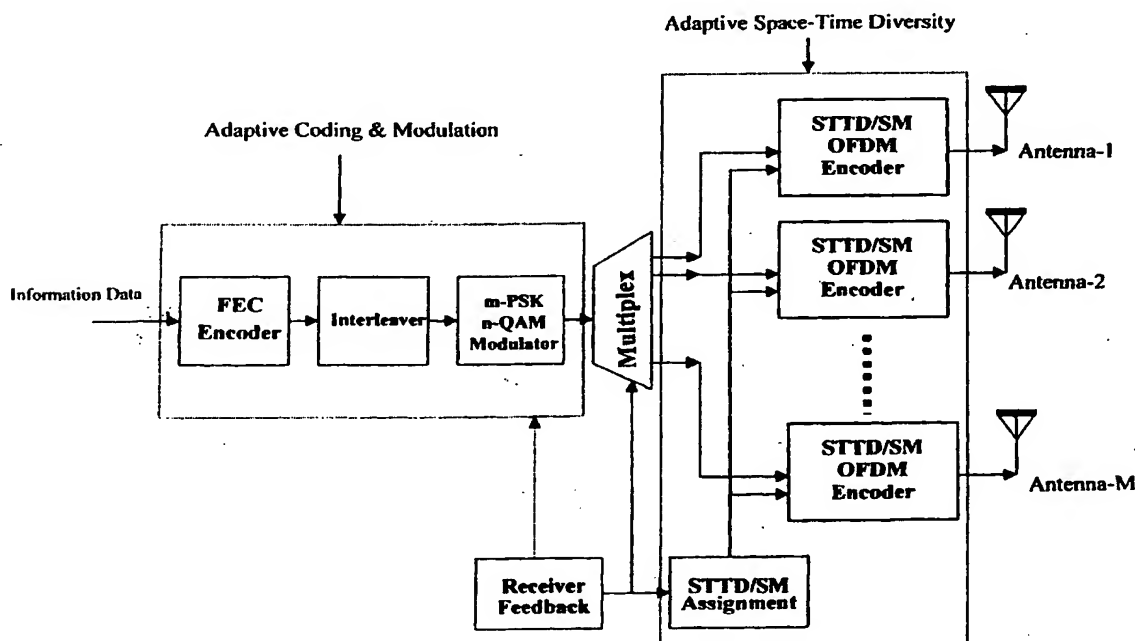 Adaptive Space-Time Diversity
Adaptive Coding & Modulation
STTD/SM
OFDM
Encoder
Antenna-1
STTD/SM
OFDM
Encoder
Antenna-2
Information Data
FEC
Encoder
Interleaver
m-PSK
n-QAM
Modulator
Multiplex
STTD/SM
OFDM
Encoder
Antenna-M
Receiver
Feedback
STTD/SM
Assignment